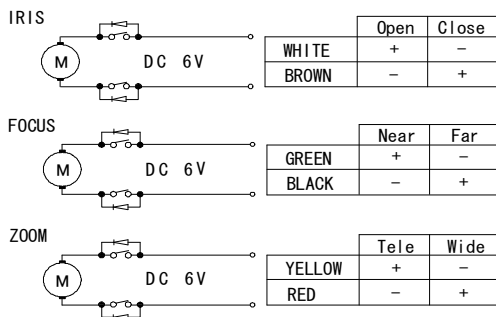 IRIS
Open Close
M DC 6V WHITE + −
BROWN − +
FOCUS
Near Far
M DC 6V GREEN + −
BLACK − +
ZOOM
Tele Wide
M DC 6V YELLOW + −
RED − +